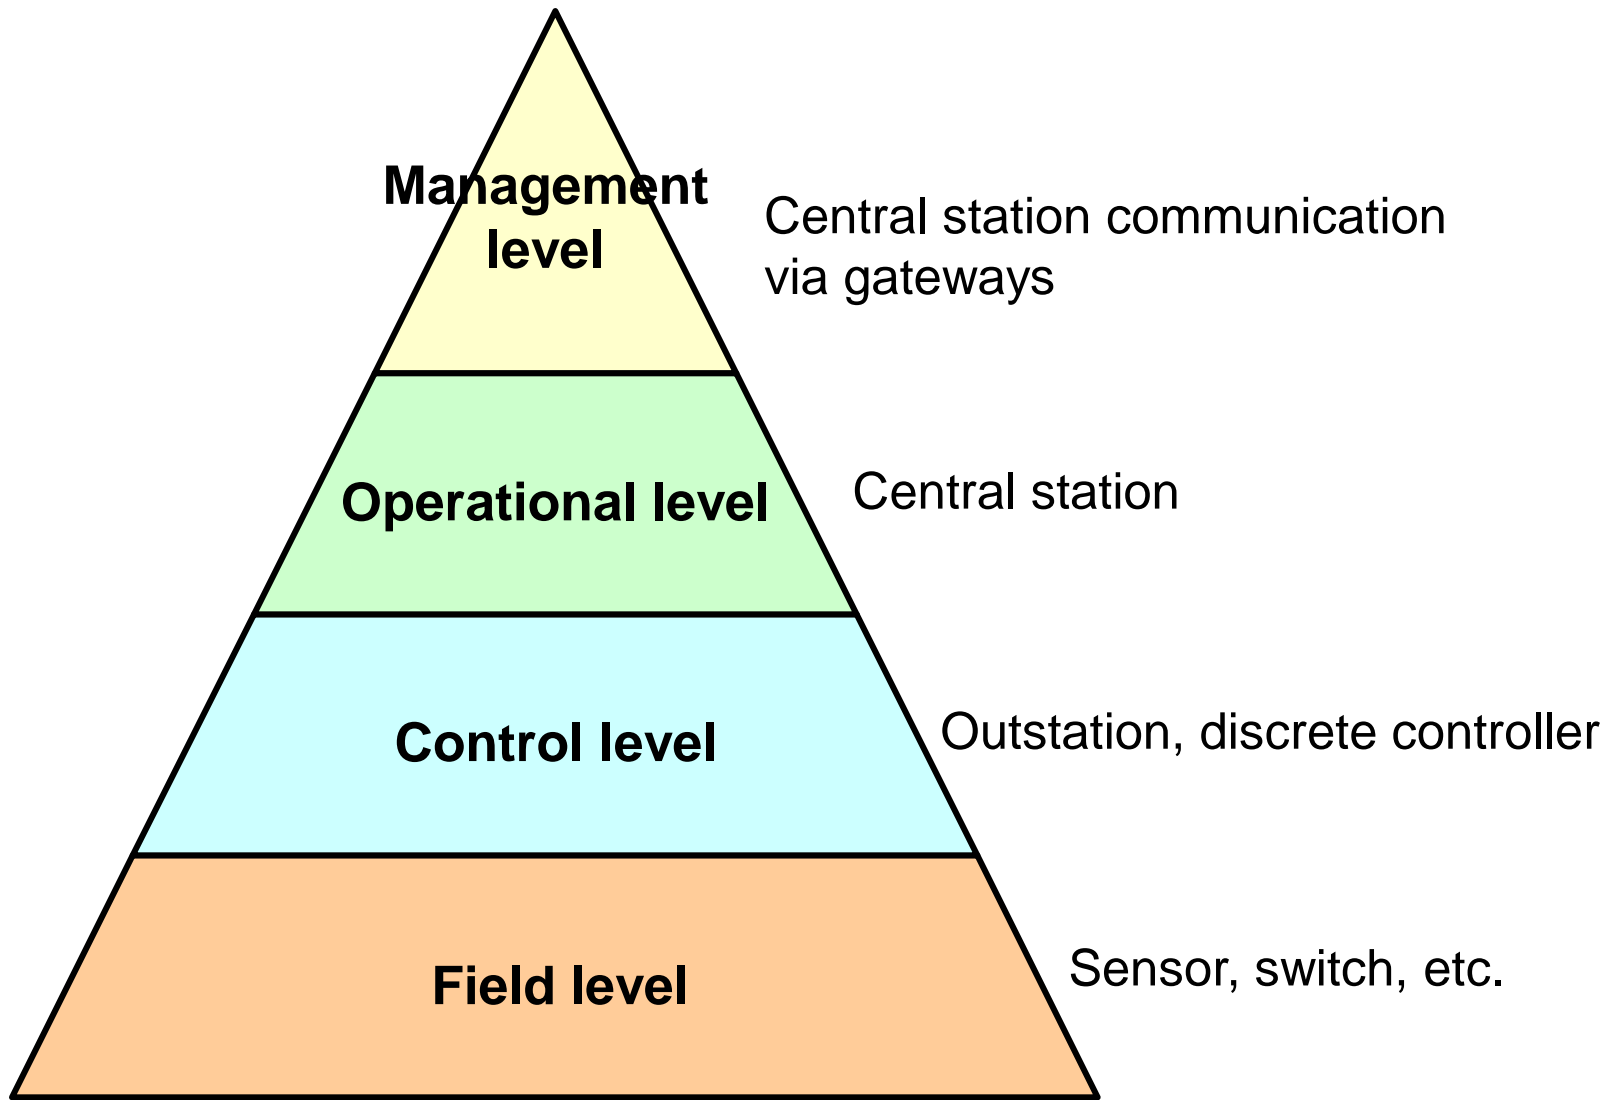 Management
level
Central station communication
via gateways
Operational level
Central station
Control level
Outstation, discrete controller
Field level
Sensor, switch, etc.